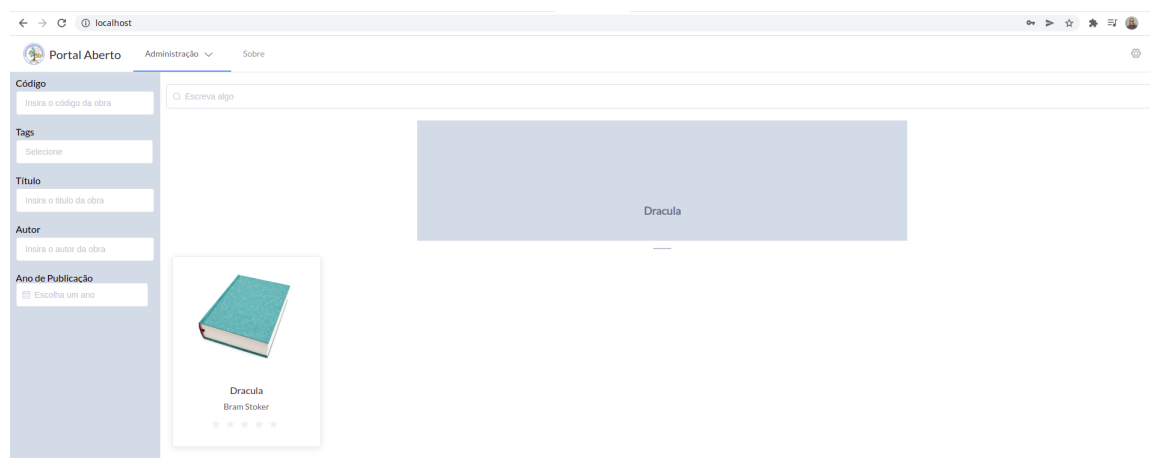 localhost
Portal Aberto
Administração
Sobre
Código
Insira o código da obra
Tags
Selecione
Título
Insira o titulo da obra
Autor
Insira o autor da obra
Ano de Publicação
Escolha um ano
Escreva algo
Dracula
Dracula
Bram Stoker